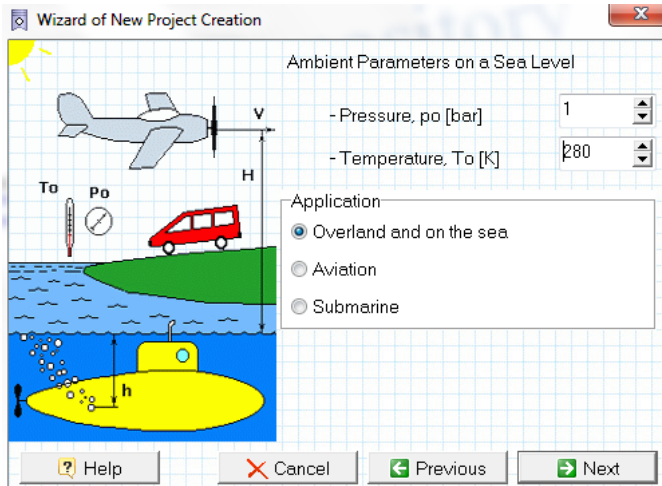 Wizard of New Project Creation
Ambient Parameters on a Sea Level
- Pressure, po [bar] 1
- Temperature, To [K] 280
V
H
To Po
Application
Overland and on the sea
Aviation
Submarine
h
Help Cancel Previous Next